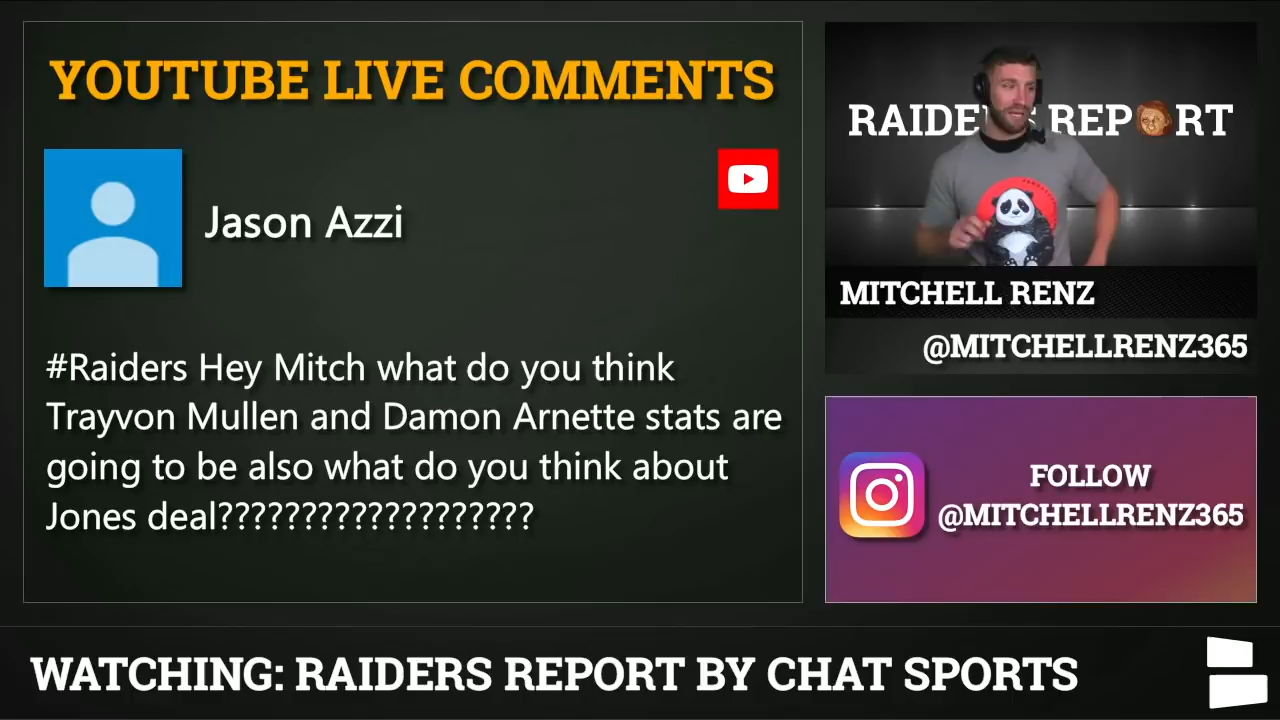 YOUTUBE LIVE COMMENTS
Jason Azzi
#Raiders Hey Mitch what do you think
Trayvon Mullen and Damon Arnette stats are
going to be also what do you think about
Jones deal???????????????????
RAIDERS REPORT
MITCHELL RENZ
@MITCHELLRENZ365
FOLLOW
@MITCHELLRENZ365
WATCHING: RAIDERS REPORT BY CHAT SPORTS